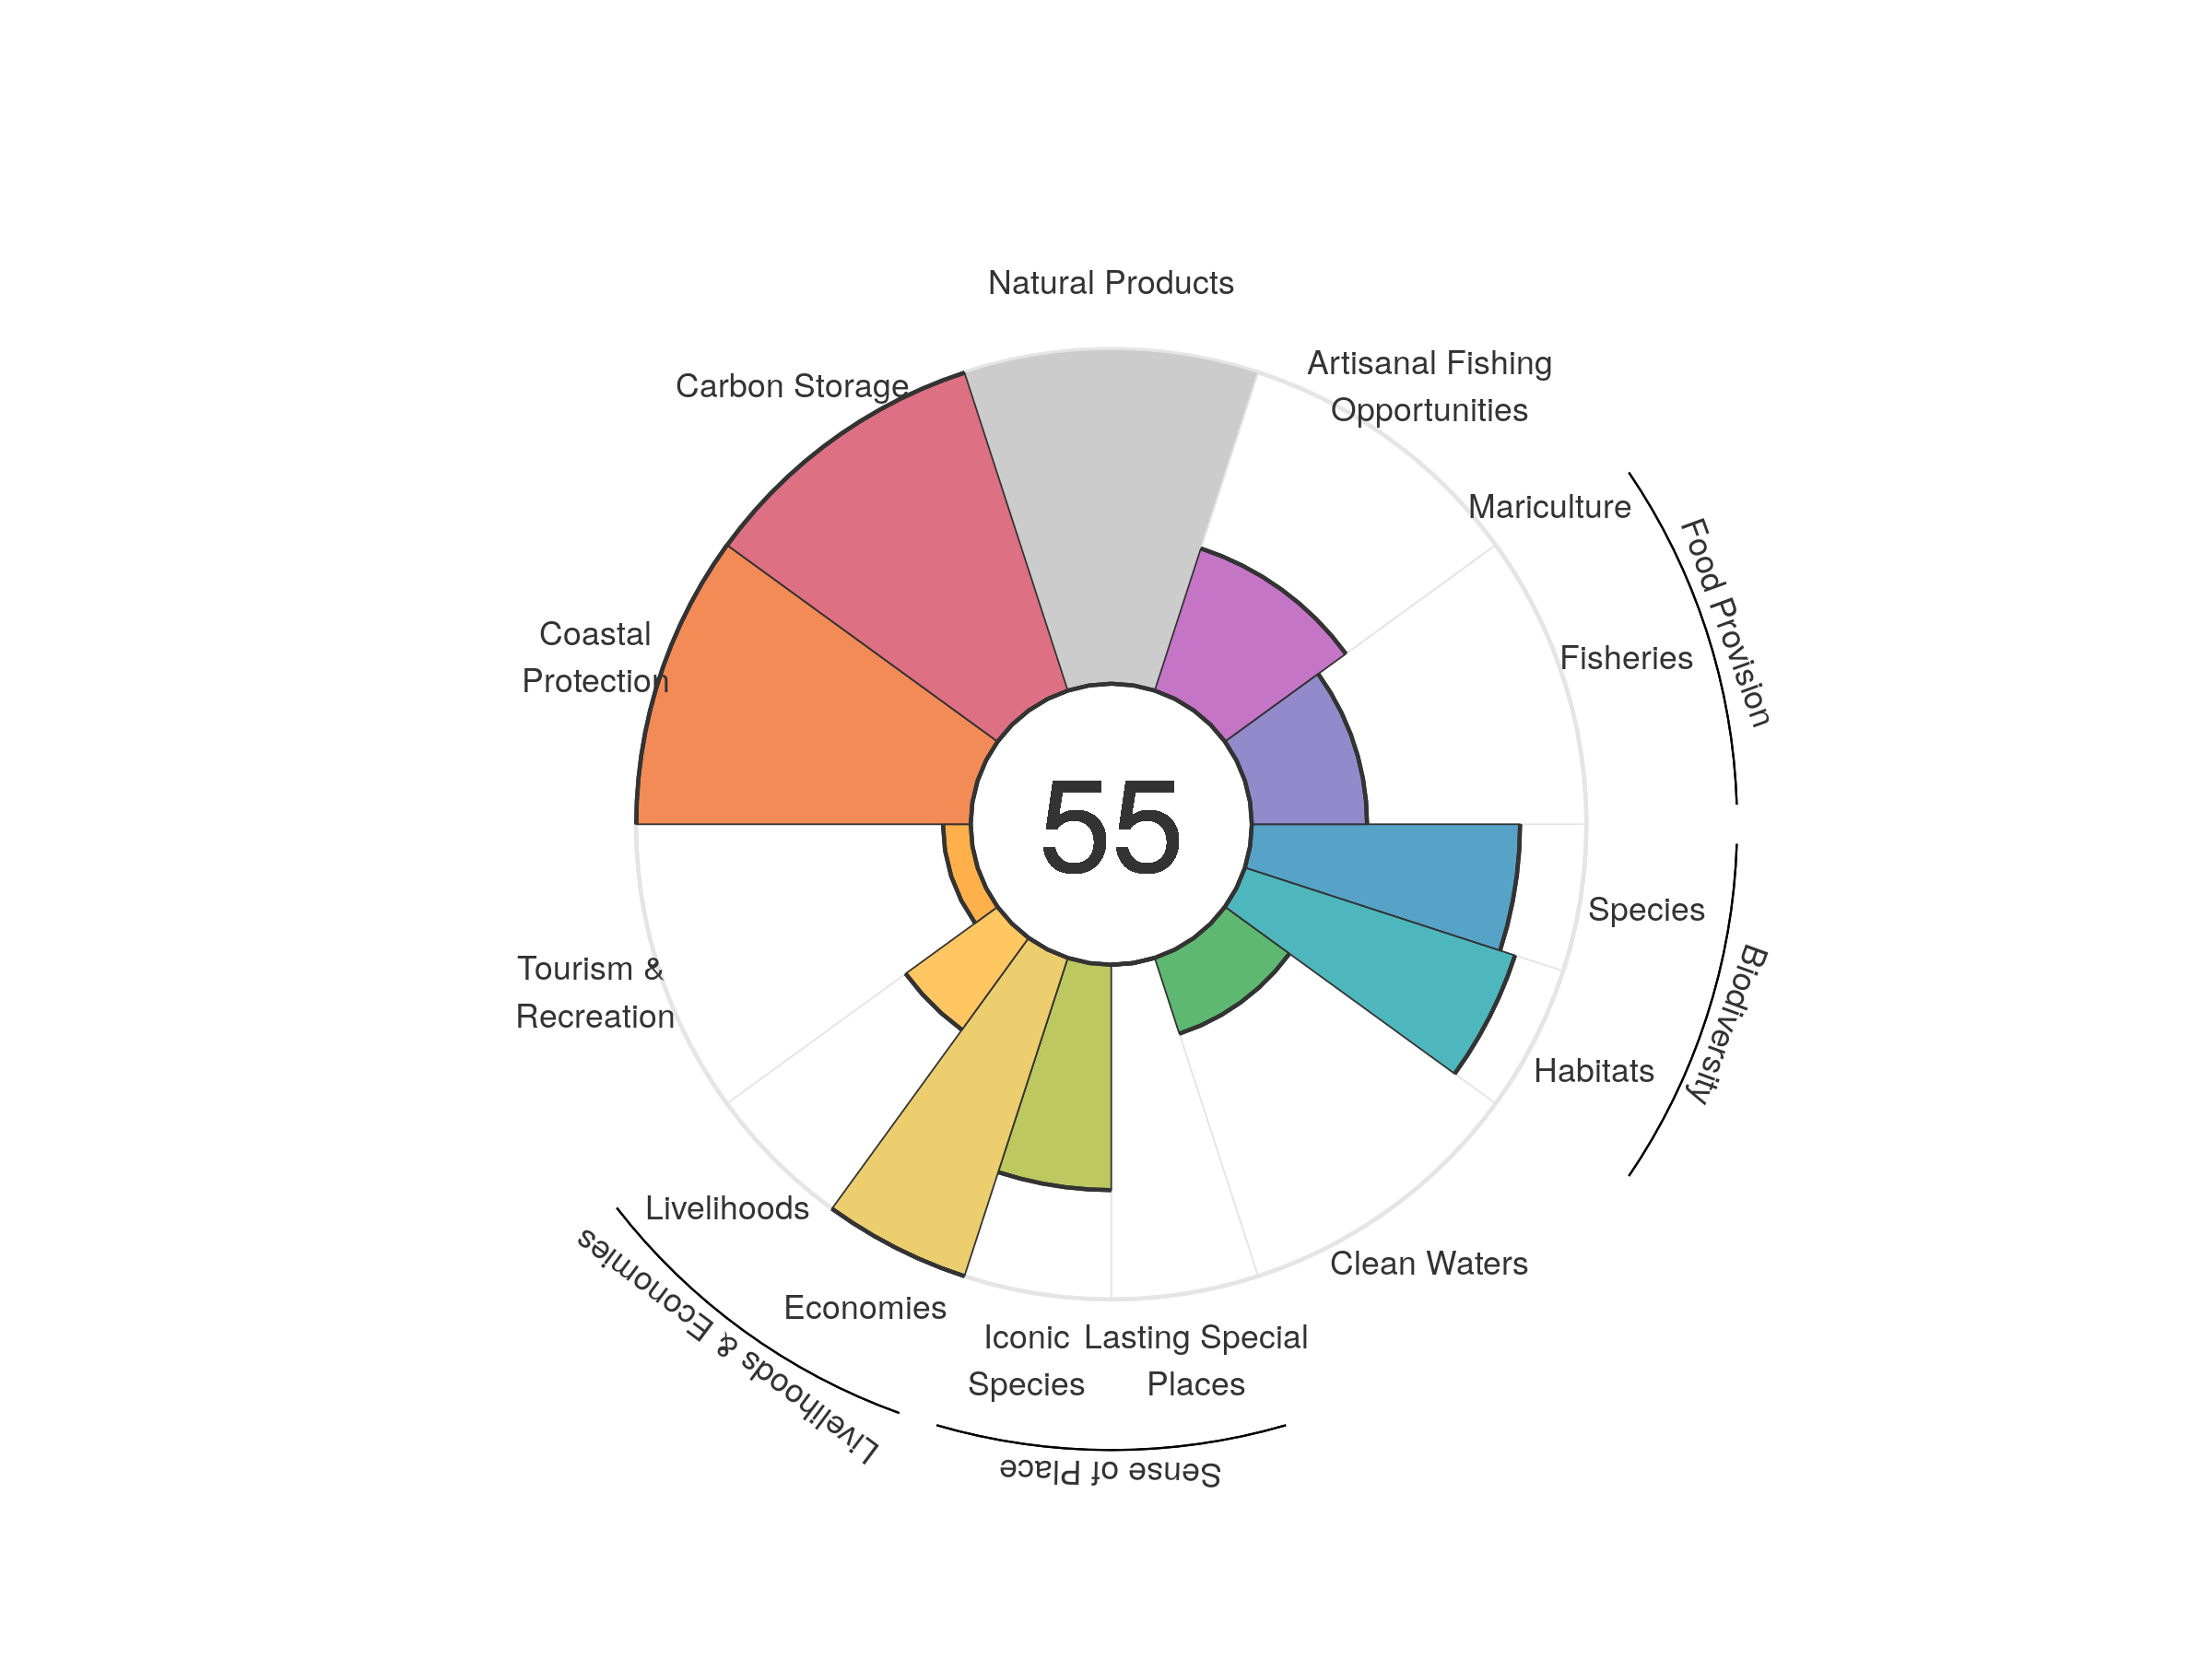 Natural Products
Artisanal Fishing
Opportunities
Carbon Storage
Mariculture
Food Provision
Coastal
Protection
Fisheries
55
Species
Biodiversity
Tourism &
Recreation
Habitats
Livelihoods
Livelihoods & Economies
Clean Waters
Economies
Iconic
Species
Lasting Special
Places
Sense of Place